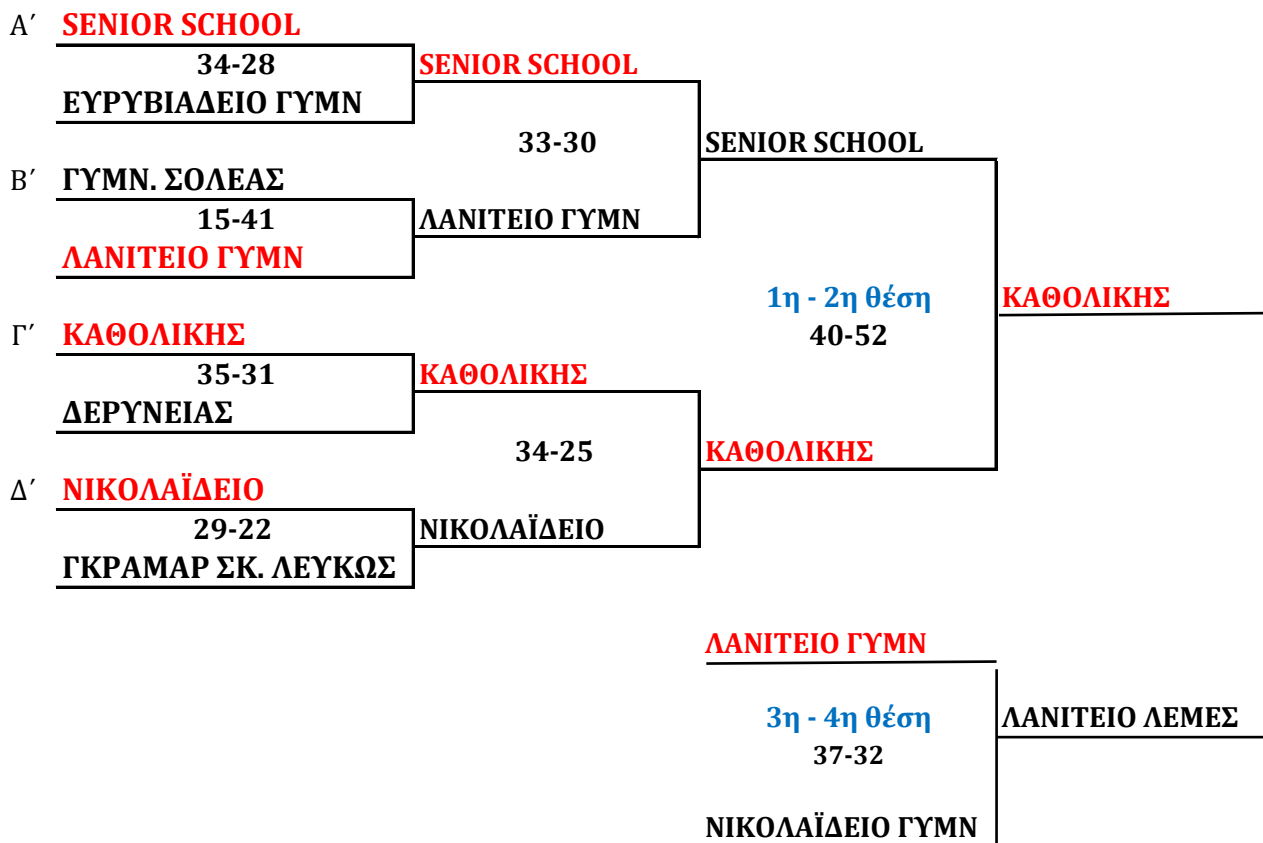 Α΄ SENIOR SCHOOL
34-28
ΕΥΡΥΒΙΑΔΕΙΟ ΓΥΜΝ
SENIOR SCHOOL
33-30
SENIOR SCHOOL
Β΄ ΓΥΜΝ. ΣΟΛΕΑΣ
15-41
ΛΑΝΙΤΕΙΟ ΓΥΜΝ
ΛΑΝΙΤΕΙΟ ΓΥΜΝ
1η - 2η θέση
40-52
ΚΑΘΟΛΙΚΗΣ
Γ΄ ΚΑΘΟΛΙΚΗΣ
35-31
ΔΕΡΥΝΕΙΑΣ
ΚΑΘΟΛΙΚΗΣ
34-25
ΚΑΘΟΛΙΚΗΣ
Δ΄ ΝΙΚΟΛΑΪΔΕΙΟ
29-22
ΓΚΡΑΜΑΡ ΣΚ. ΛΕΥΚΩΣ
ΝΙΚΟΛΑΪΔΕΙΟ
ΛΑΝΙΤΕΙΟ ΓΥΜΝ
3η - 4η θέση
37-32
ΝΙΚΟΛΑΪΔΕΙΟ ΓΥΜΝ
ΛΑΝΙΤΕΙΟ ΛΕΜΕΣ